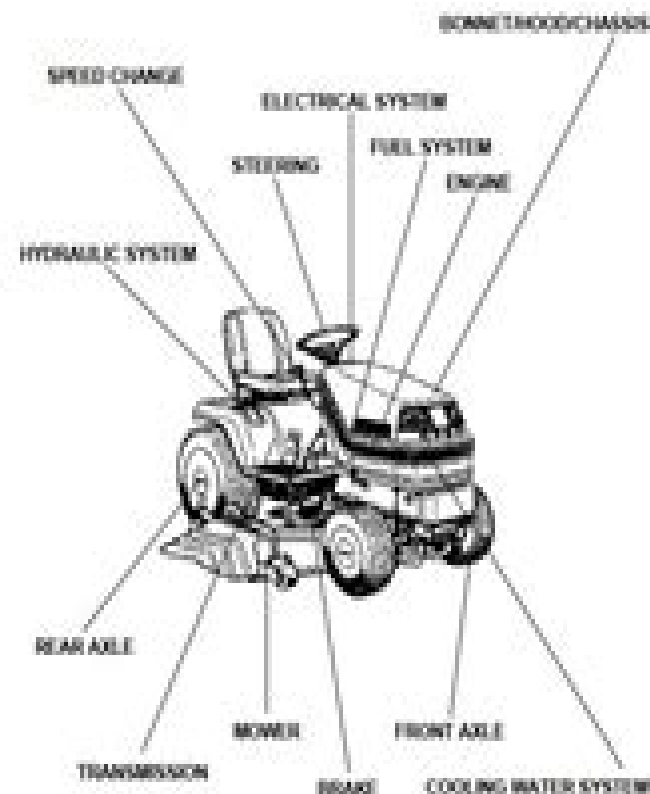 BONNET/HOOD/CHASSIS
SPEED CHANGE
ELECTRICAL SYSTEM
FUEL SYSTEM
STEERING
ENGINE
HYDRAULIC SYSTEM
REAR AXLE
MOWER
FRONT AXLE
TRANSMISSION
BRAKE
COOLING WATER SYSTEM